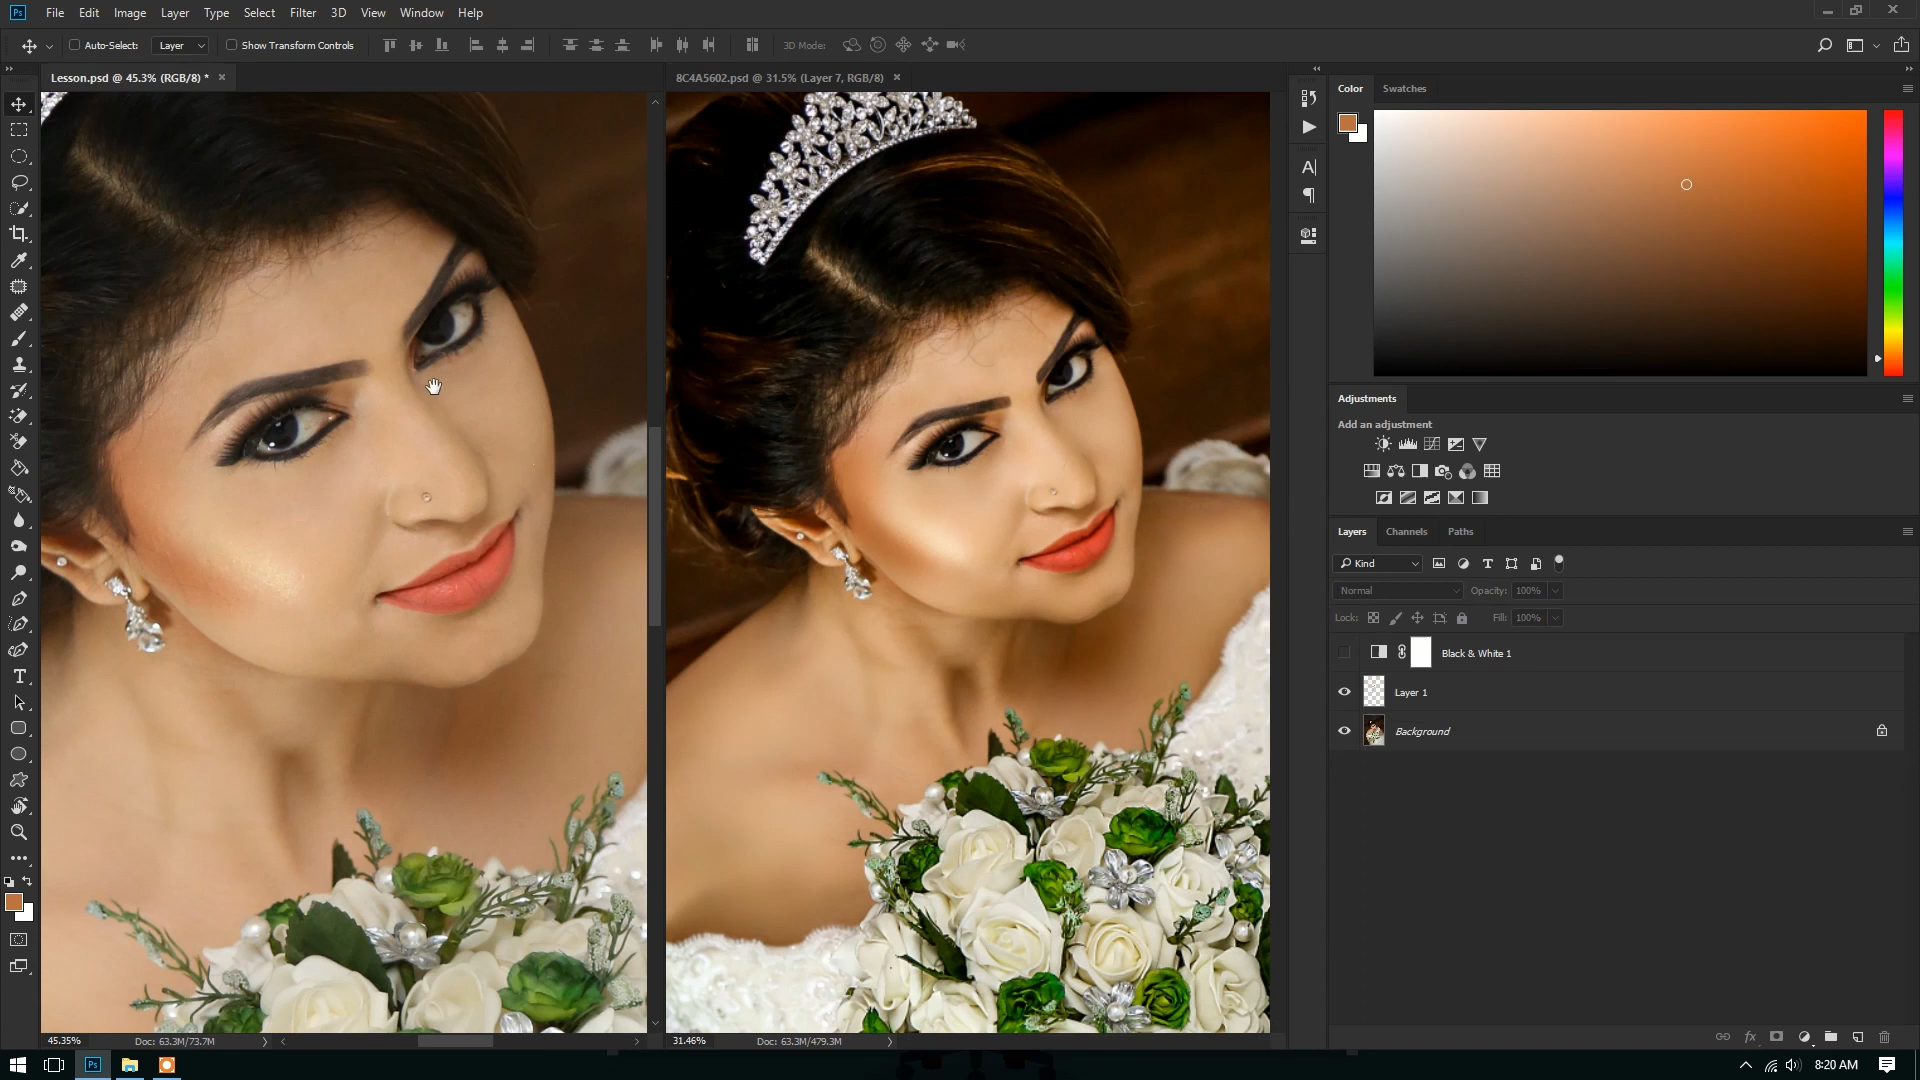 Ps File Edit Image Layer Type Select Filter 3D View Window Help
Auto-Select: Layer Show Transform Controls 3D Mode:
Lesson.psd @ 45.3% (RGB/8) * × 8C4A5602.psd @ 31.5% (Layer 7, RGB/8) ×
Color Swatches
Adjustments
Add an adjustment
Layers Channels Paths
Kind
Normal Opacity: 100%
Lock: Fill: 100%
Black & White 1
Layer 1
Background
45.35% Doc: 63.3M/73.7M 31.46% Doc: 63.3M/479.3M
Ps 8:20 AM